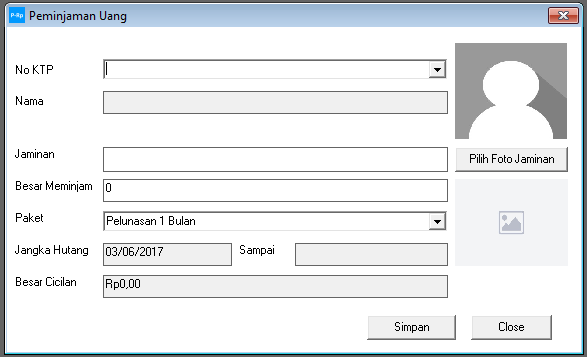 P-Rp Peminjaman Uang
No KTP
Nama
Jaminan
Pilih Foto Jaminan
Besar Meminjam 0
Paket Pelunasan 1 Bulan
Jangka Hutang 03/06/2017 Sampai
Besar Cicilan Rp0,00
Simpan Close